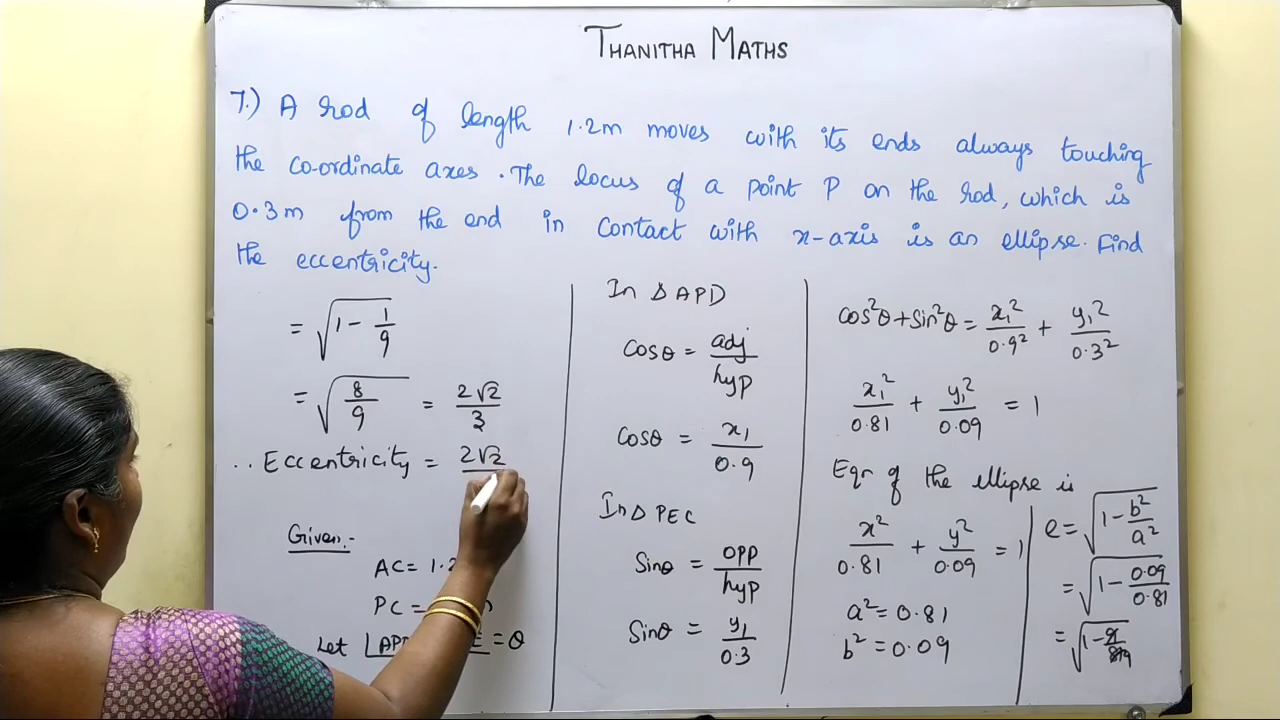 THANITHA MATHS
7.) A rod of length 1.2m moves with its ends always touching
the co-ordinate axes. The locus of a point P on the rod, which is
0.3m from the end in contact with x-axis is an ellipse. Find
the eccentricity.
= √(1 - 1/9)
= √(8/9) = 2√2/3
∴ Eccentricity = 2√2
Given:-
AC = 1.2
PC =
Let ∠APD = θ
In Δ APD
cosθ = adj/hyp
cosθ = x₁/0.9
In Δ PEC
sinθ = opp/hyp
sinθ = y₁/0.3
cos²θ + sin²θ = x₁²/0.9² + y₁²/0.3²
x₁²/0.81 + y₁²/0.09 = 1
Eqn of the ellipse is
x²/0.81 + y²/0.09 = 1
a² = 0.81
b² = 0.09
e = √(1 - b²/a²)
= √(1 - 0.09/0.81)
= √(1 - 9/81 9)